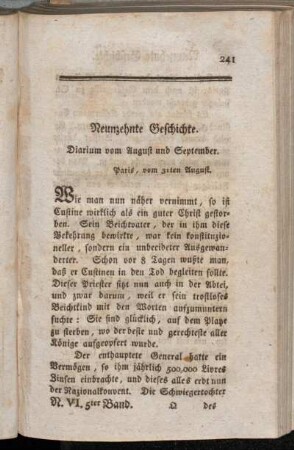 241
Neunzehnte Geschichte.
Diarium vom August und September.
Paris, vom 31ten August.
Wie man nun näher vernimmt, so ist
Custine wirklich als ein guter Christ gestor-
ben. Sein Beichtvater, der in ihm diese
Bekehrung bewirkte, war kein konstituzio-
neller, sondern ein unbeeideter Ausgewan-
derter. Schon vor 8 Tagen wußte man,
daß er Custinen in den Tod begleiten sollte.
Dieser Priester sitzt nun auch in der Abtei,
und zwar darum, weil er sein trostloses
Beichtkind mit den Worten aufzumuntern
suchte: Sie sind glücklich, auf dem Platze
zu sterben, wo der beste und gerechteste aller
Könige aufgeopfert wurde.
Der enthauptete General hatte ein
Vermögen, so ihm jährlich 500,000 Livres
Zinsen einbrachte, und dieses alles erbt nun
der Nazionalkonvent. Die Schwiegertochter
N. VI. 5ter Band. Q des